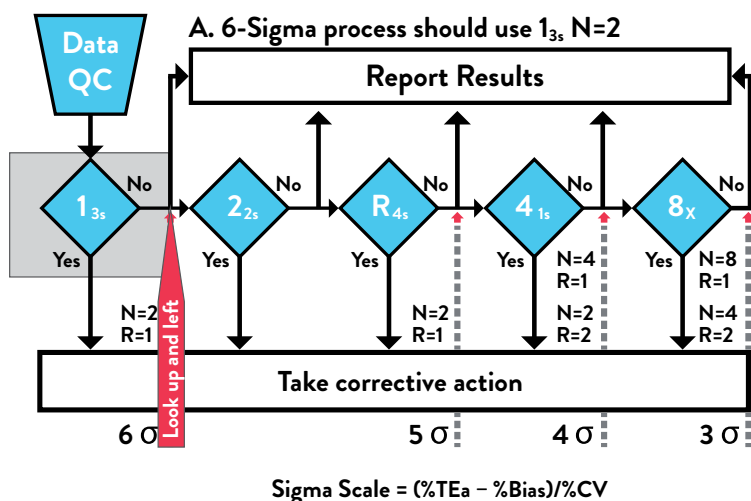 A. 6-Sigma process should use 1₃ₛ N=2
Data
QC
Report Results
No
No
No
No
No
1₃ₛ
2₂ₛ
R₄ₛ
4₁ₛ
8ₓ
Yes
Yes
Yes
Yes
Yes
N=2
R=1
Look up and left
N=2
R=1
N=4
R=1
N=2
R=2
N=8
R=1
N=4
R=2
Take corrective action
6 σ
5 σ
4 σ
3 σ
Sigma Scale = (%TEa – %Bias)/%CV